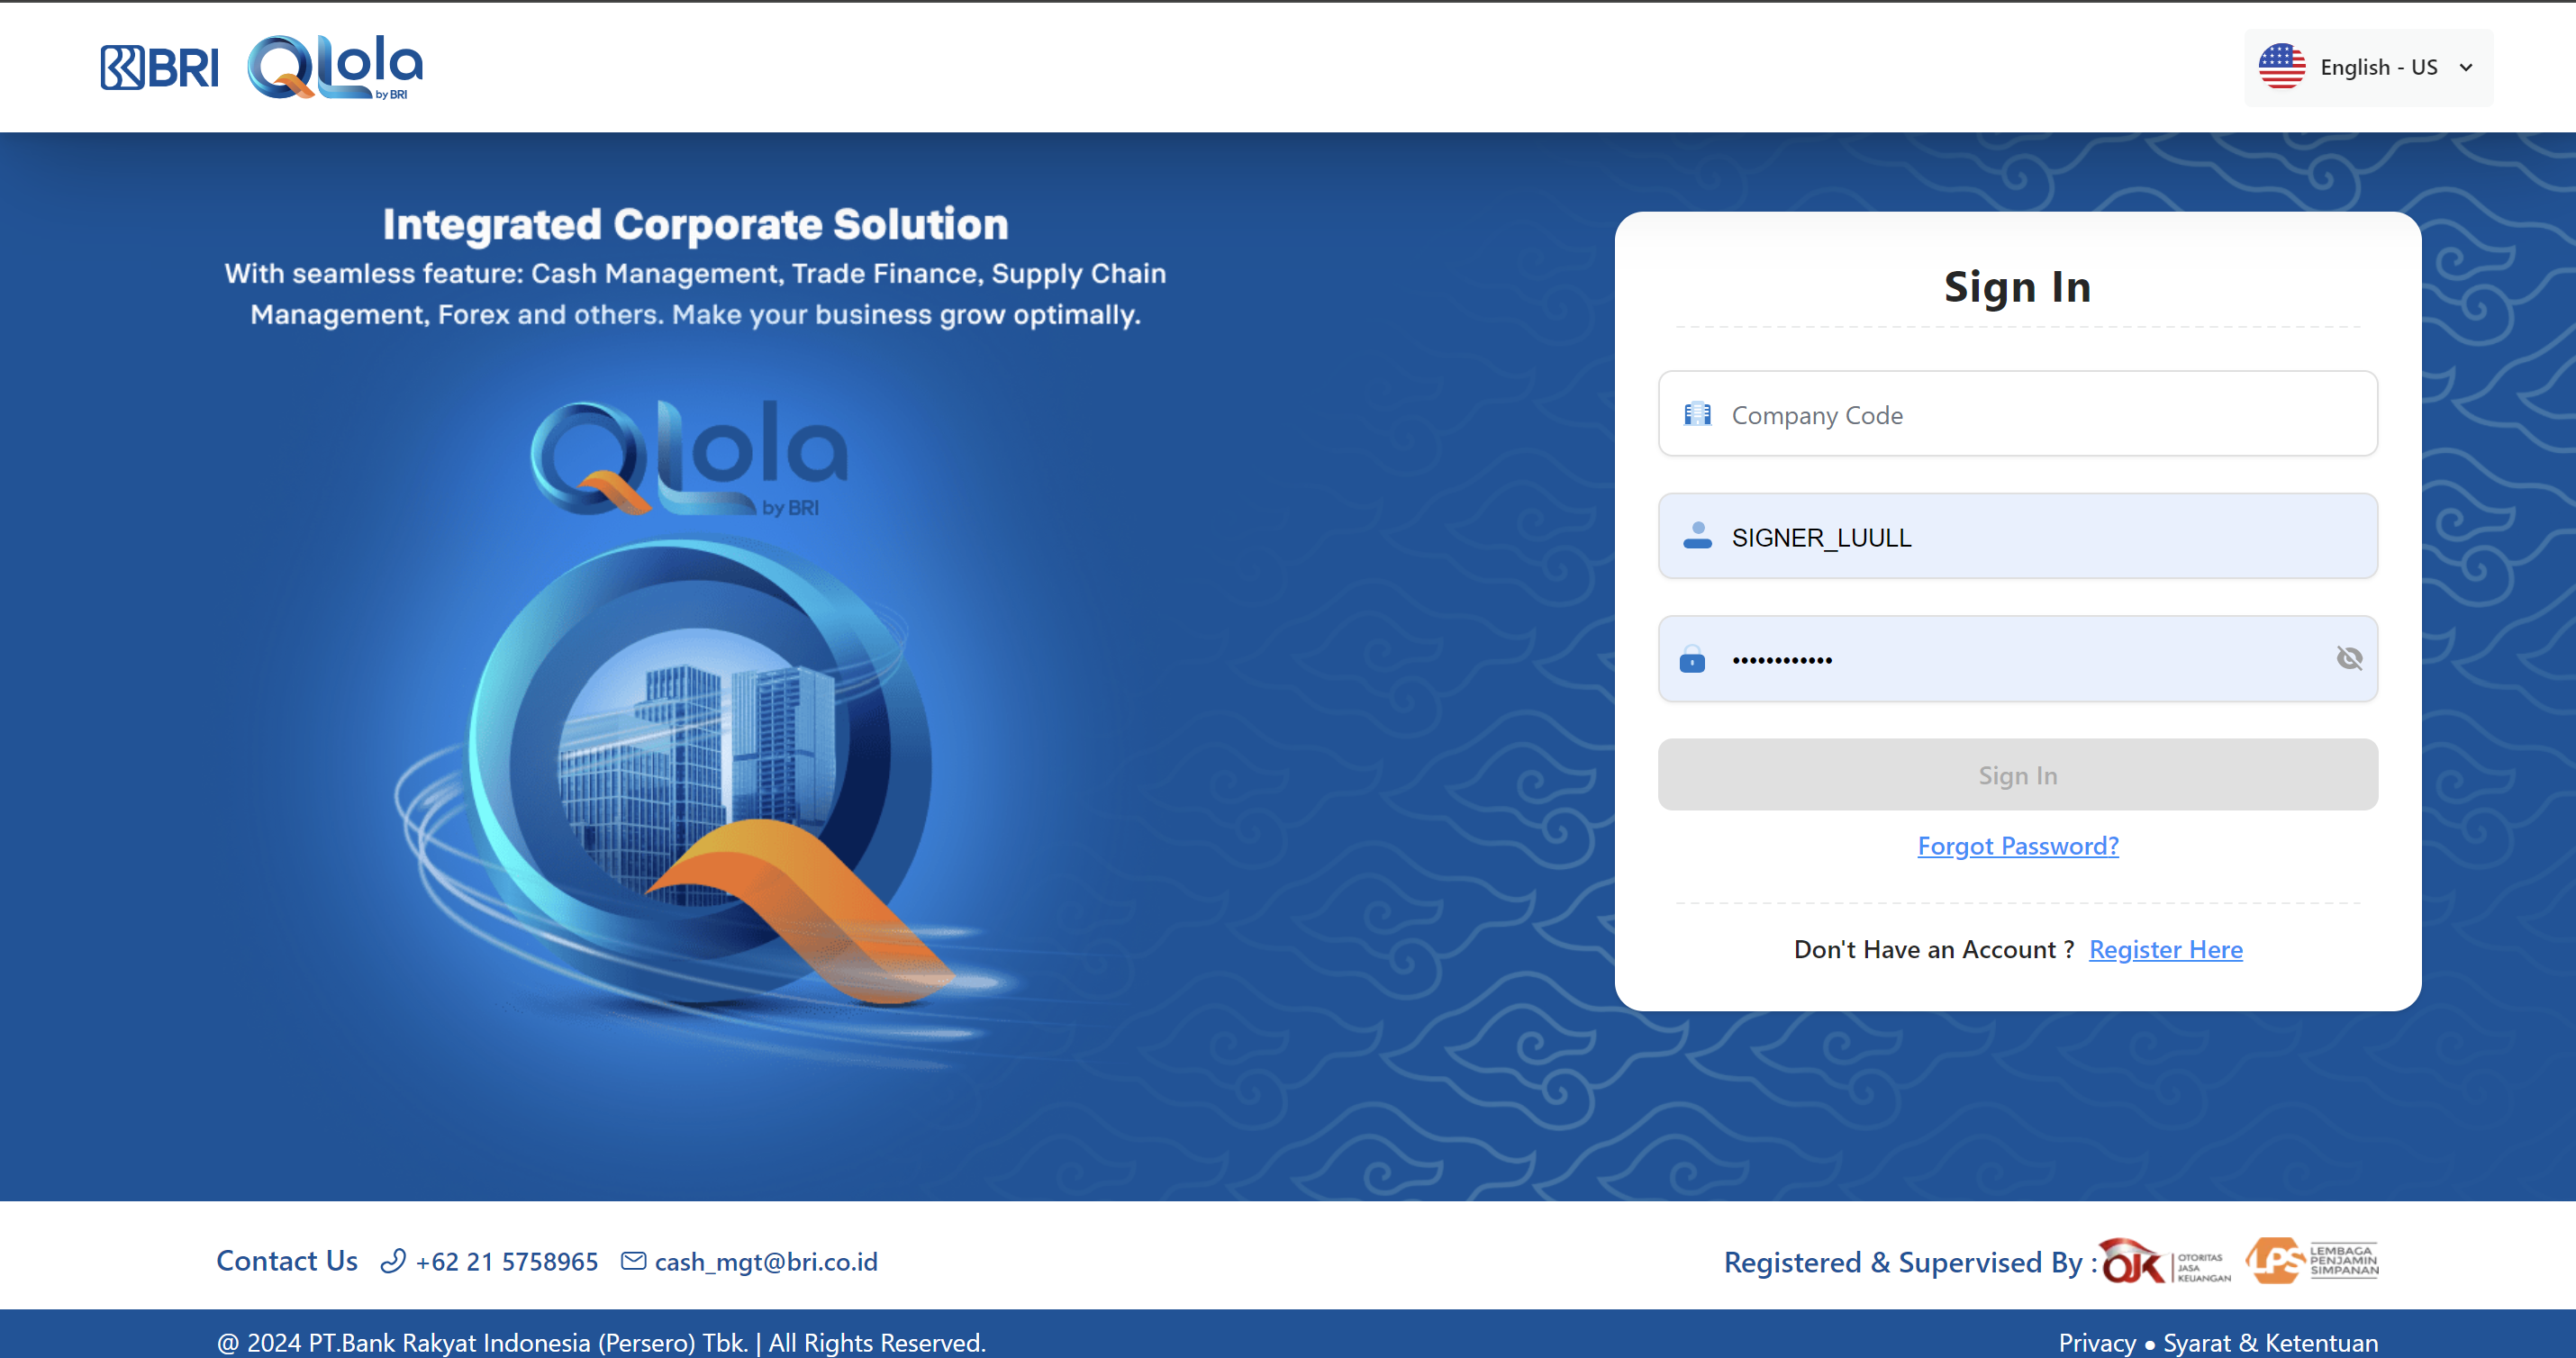 BRI QLola by BRI
English - US
Integrated Corporate Solution
With seamless feature: Cash Management, Trade Finance, Supply Chain
Management, Forex and others. Make your business grow optimally.
QLola
by BRI
Sign In
Company Code
SIGNER_LUULL
••••••••••••
Sign In
Forgot Password?
Don't Have an Account ? Register Here
Contact Us +62 21 5758965 cash_mgt@bri.co.id
Registered & Supervised By :
OJK OTORITAS
JASA
KEUANGAN
LPS LEMBAGA
PENJAMIN
SIMPANAN
@ 2024 PT.Bank Rakyat Indonesia (Persero) Tbk. | All Rights Reserved.
Privacy • Syarat & Ketentuan